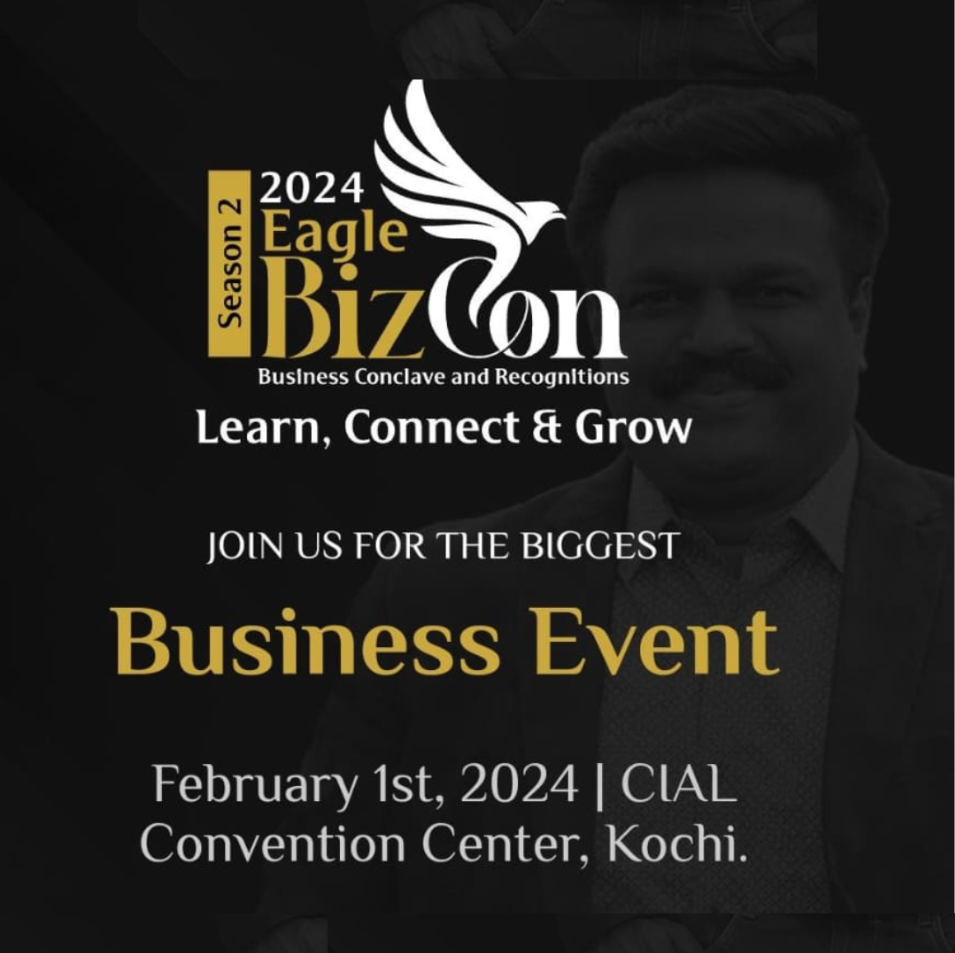 Season 2
2024
Eagle
BizCon
Business Conclave and Recognitions
Learn, Connect & Grow
JOIN US FOR THE BIGGEST
Business Event
February 1st, 2024 | CIAL
Convention Center, Kochi.